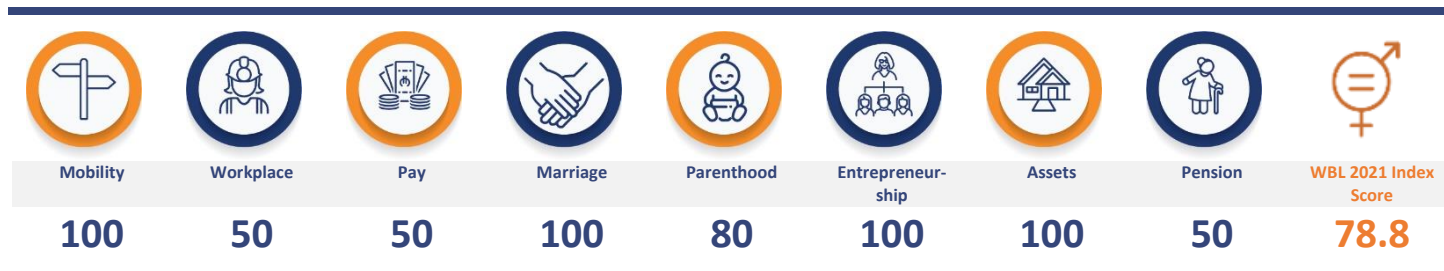 Mobility Workplace Pay Marriage Parenthood Entrepreneur- Assets Pension WBL 2021 Index
ship Score
100 50 50 100 80 100 100 50 78.8